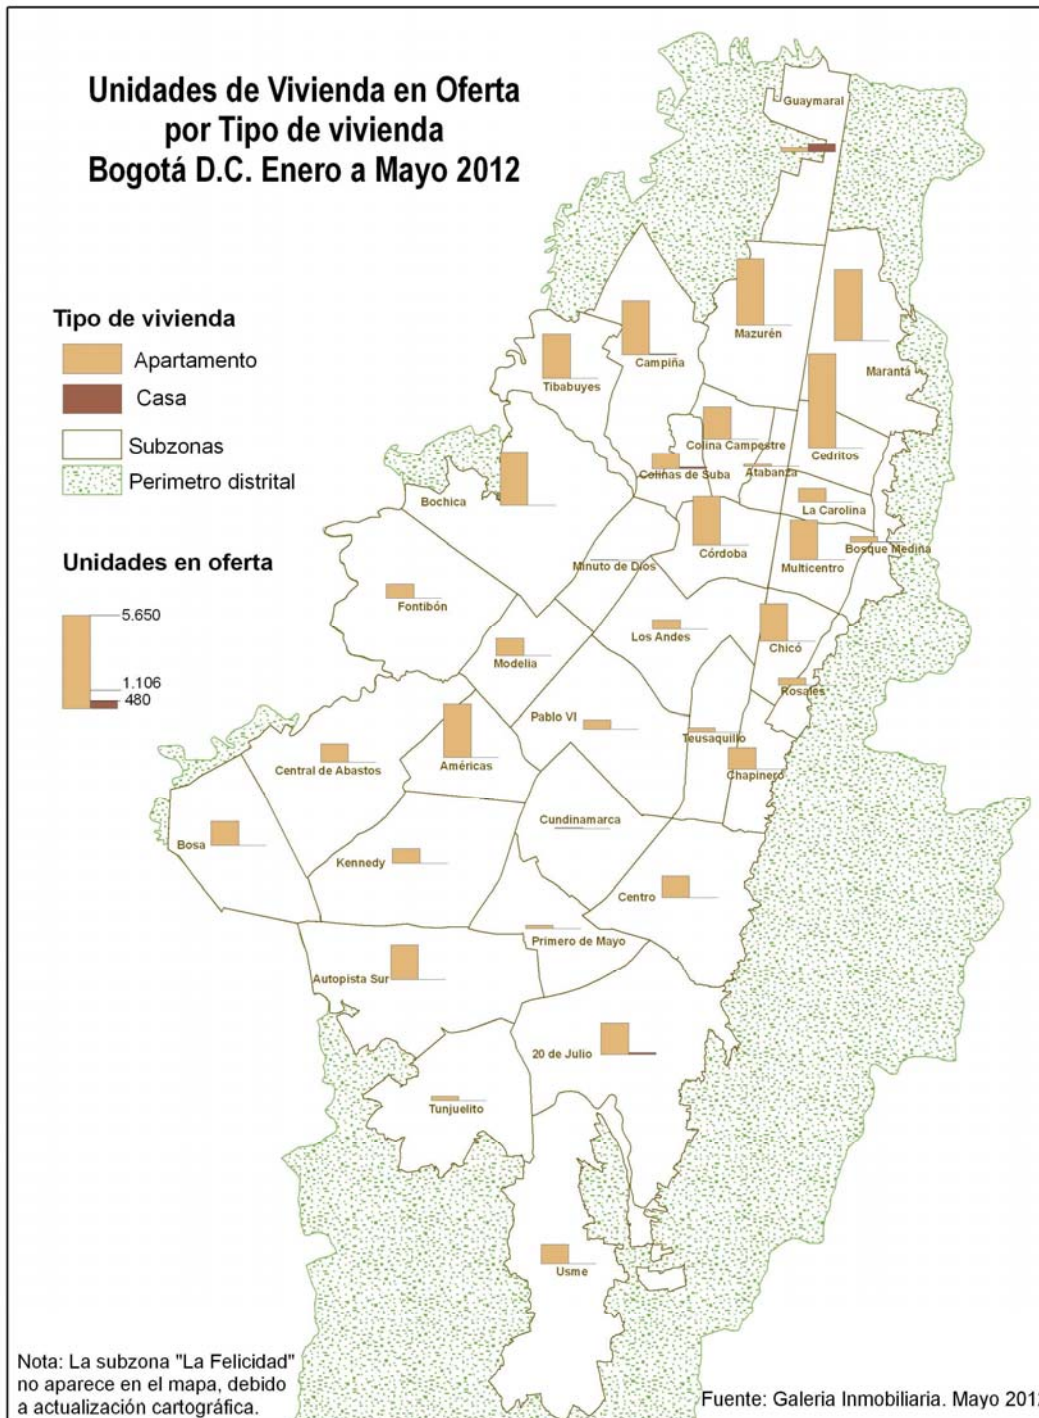 Unidades de Vivienda en Oferta
por Tipo de vivienda
Bogotá D.C. Enero a Mayo 2012
Guaymaral
Tipo de vivienda
Apartamento
Casa
Subzonas
Perimetro distrital
Unidades en oferta
5.650
1.106
480
Mazurén
Marantá
Campiña
Tibabuyes
Colina Campestre
Cedritos
Colinas de Suba
Atabanza
Bochica
La Carolina
Córdoba
Multicentro
Bosque Medina
Minuto de Dios
Fontibón
Los Andes
Chicó
Modelia
Rosales
Pablo VI
Teusaquillo
Central de Abastos
Américas
Chapinero
Cundinamarca
Bosa
Kennedy
Centro
Primero de Mayo
Autopista Sur
20 de Julio
Tunjuelito
Usme
Nota: La subzona "La Felicidad"
no aparece en el mapa, debido
a actualización cartográfica.
Fuente: Galeria Inmobiliaria. Mayo 2012